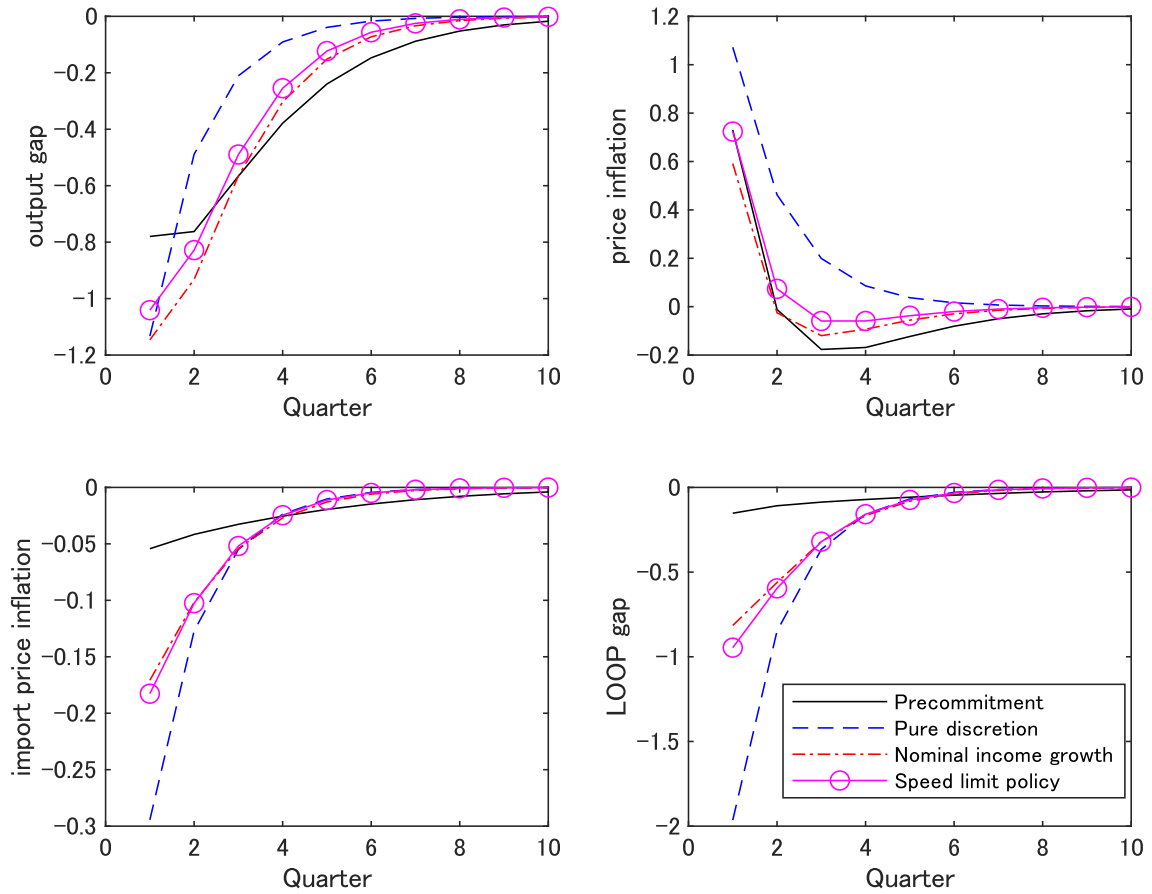 output gap
0
−0.2
−0.4
−0.6
−0.8
−1
−1.2
0 2 4 6 8 10
Quarter
price inflation
1.2
1
0.8
0.6
0.4
0.2
0
−0.2
0 2 4 6 8 10
Quarter
import price inflation
0
−0.05
−0.1
−0.15
−0.2
−0.25
−0.3
0 2 4 6 8 10
Quarter
LOOP gap
0
−0.5
−1
−1.5
−2
0 2 4 6 8 10
Quarter
Precommitment
Pure discretion
Nominal income growth
Speed limit policy